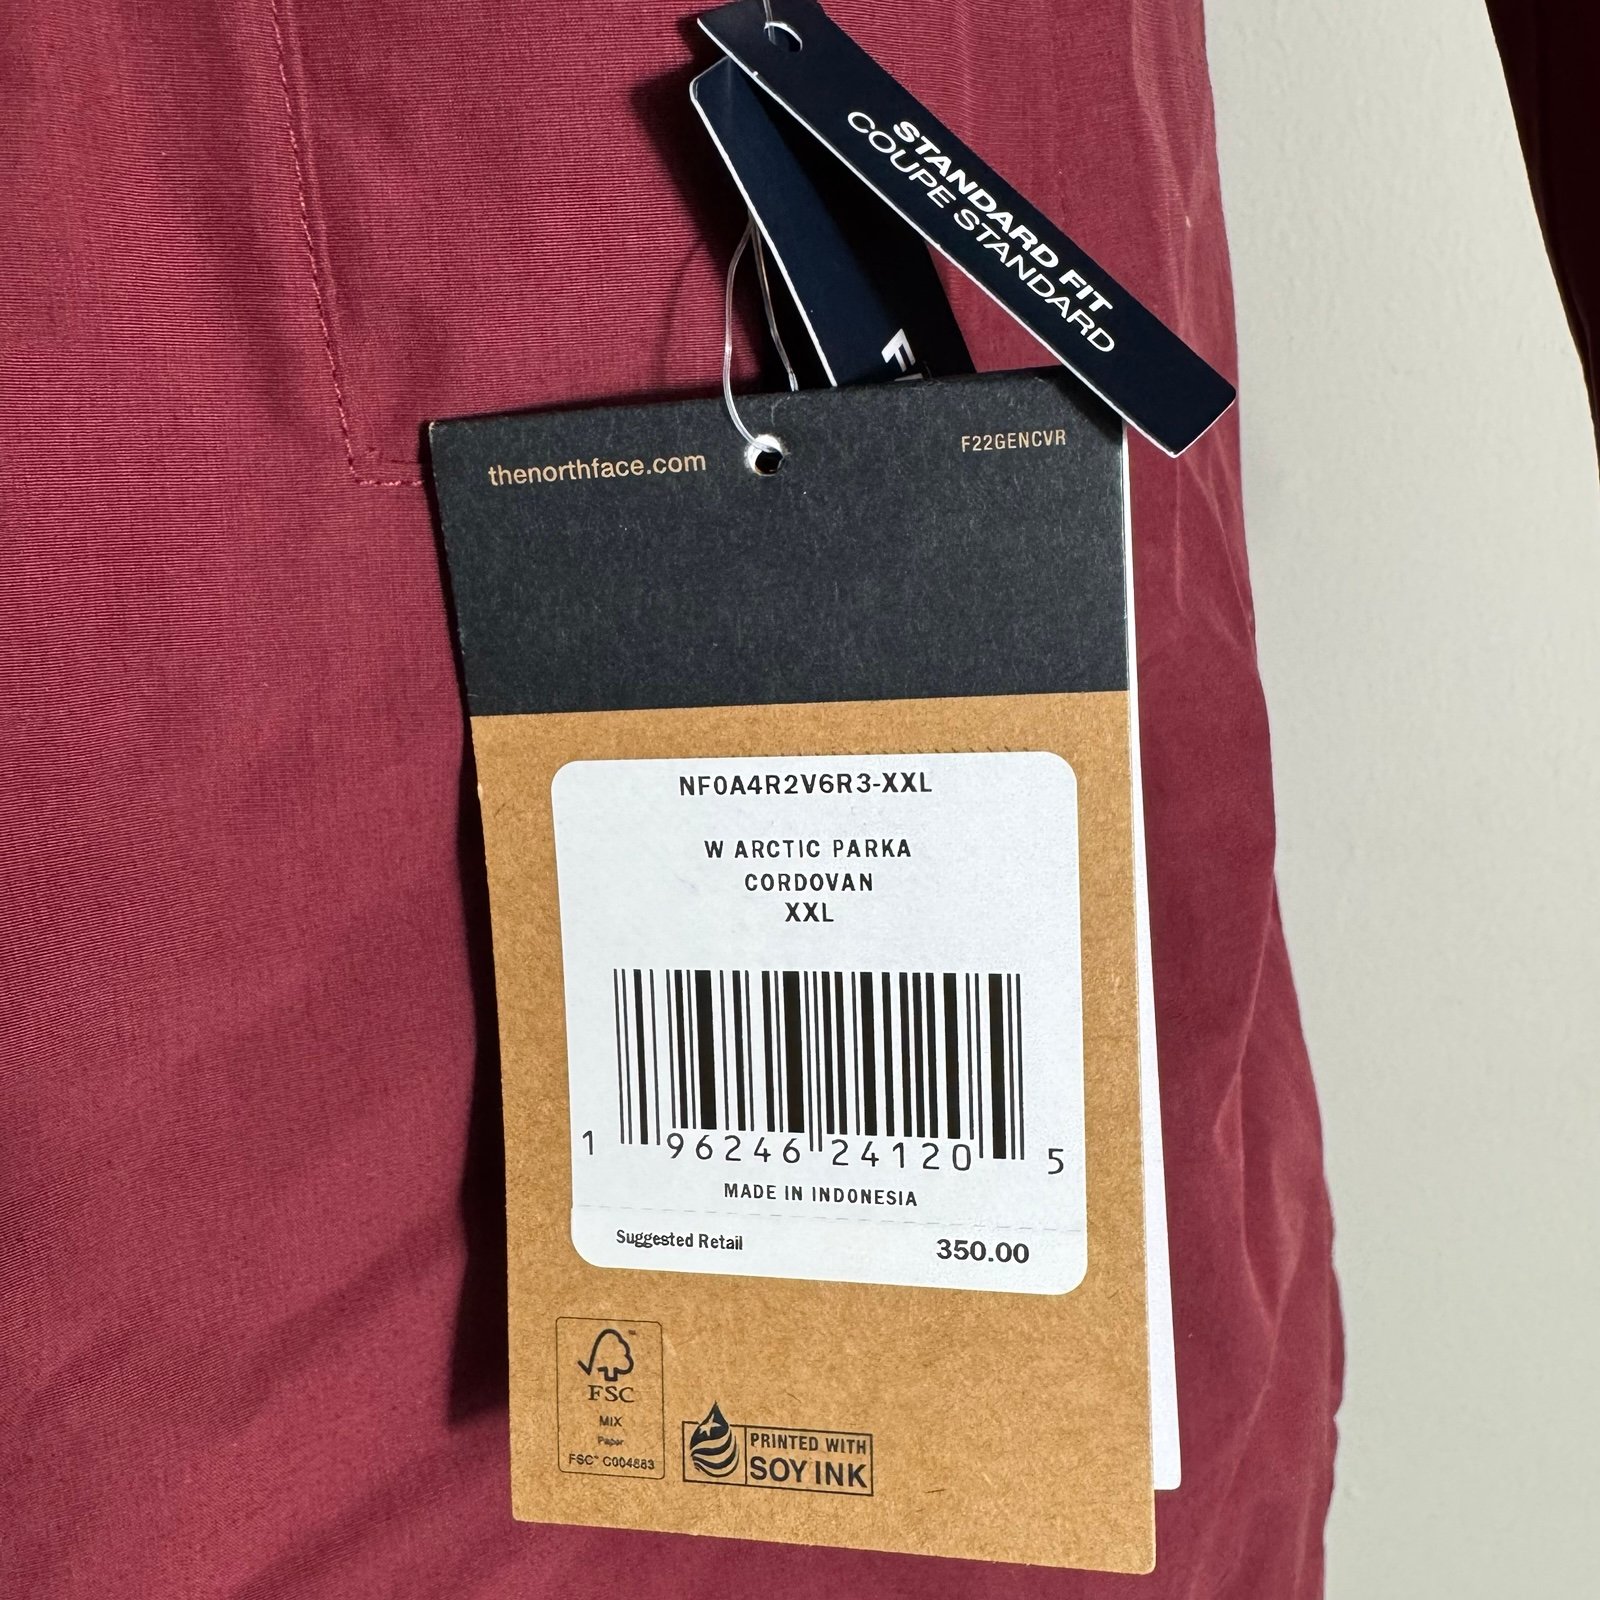 STANDARD FIT
COUPE STANDARD
thenorthface.com
F22GENCVR
NF0A4R2V6R3-XXL
W ARCTIC PARKA
CORDOVAN
XXL
1 96246 24120 5
MADE IN INDONESIA
Suggested Retail 350.00
FSC
MIX
Paper
FSC® C004883
PRINTED WITH
SOY INK